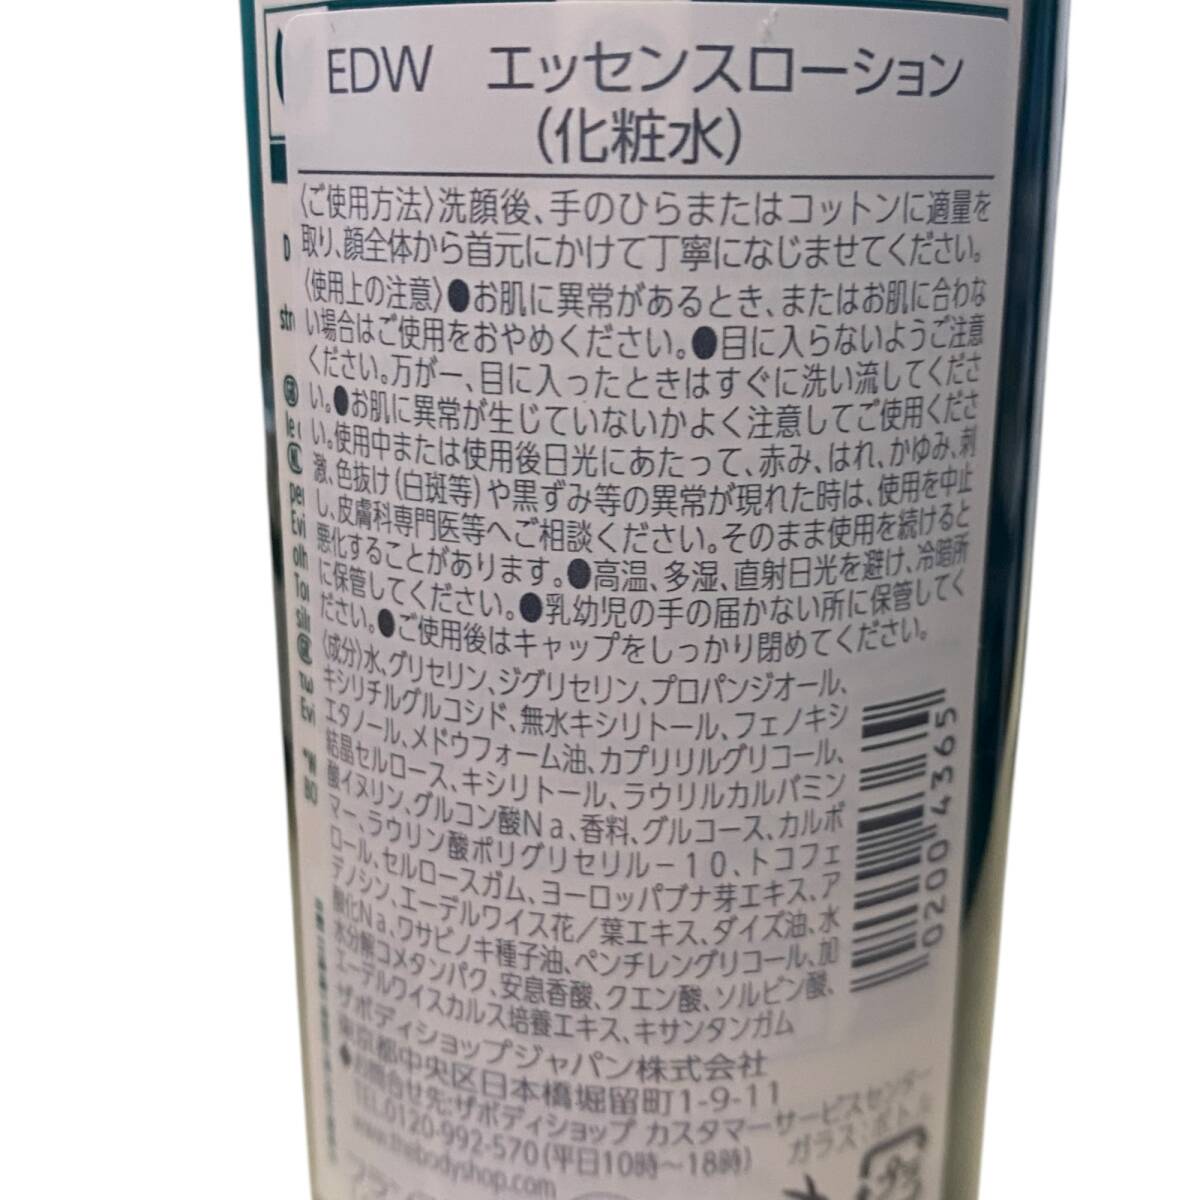 EDW エッセンスローション
(化粧水)
〈ご使用方法〉洗顔後、手のひらまたはコットンに適量を
取り、顔全体から首元にかけて丁寧になじませてください。
〈使用上の注意〉●お肌に異常があるとき、またはお肌に合わな
い場合はご使用をおやめください。●目に入らないようご注意
ください。万が一、目に入ったときはすぐに洗い流してくださ
い。●お肌に異常が生じていないかよく注意してご使用くださ
い。使用中または使用後日光にあたって、赤み、はれ、かゆみ、刺
激、色抜け(白斑等)や黒ずみ等の異常が現れた時は、使用を中止
し、皮膚科専門医等へご相談ください。そのまま使用を続けると
悪化することがあります。●高温、多湿、直射日光を避け、冷暗所
に保管してください。●乳幼児の手の届かない所に保管してく
ださい。●ご使用後はキャップをしっかり閉めてください。
〈成分〉水、グリセリン、ジグリセリン、プロパンジオール、
キシリチルグルコシド、無水キシリトール、フェノキシ
エタノール、メドウフォーム油、カプリリルグリコール、
結晶セルロース、キシリトール、ラウリルカルバミン
酸イヌリン、グルコン酸Na、香料、グルコース、カルボ
マー、ラウリン酸ポリグリセリル-10、トコフェ
ロール、セルロースガム、ヨーロッパブナ芽エキス、ア
デノシン、エーデルワイス花/葉エキス、ダイズ油、水
酸化Na、ワサビノキ種子油、ペンチレングリコール、加
水分解コメタンパク、安息香酸、クエン酸、ソルビン酸、
エーデルワイスカルス培養エキス、キサンタンガム
ザボディショップジャパン株式会社
東京都中央区日本橋堀留町1-9-11
●お問合せ先:ザボディショップ カスタマーサービスセンター
TEL.0120-992-570(平日10時〜18時)
ガラス:ボトル
www.thebodyshop.com
フラン
02004365